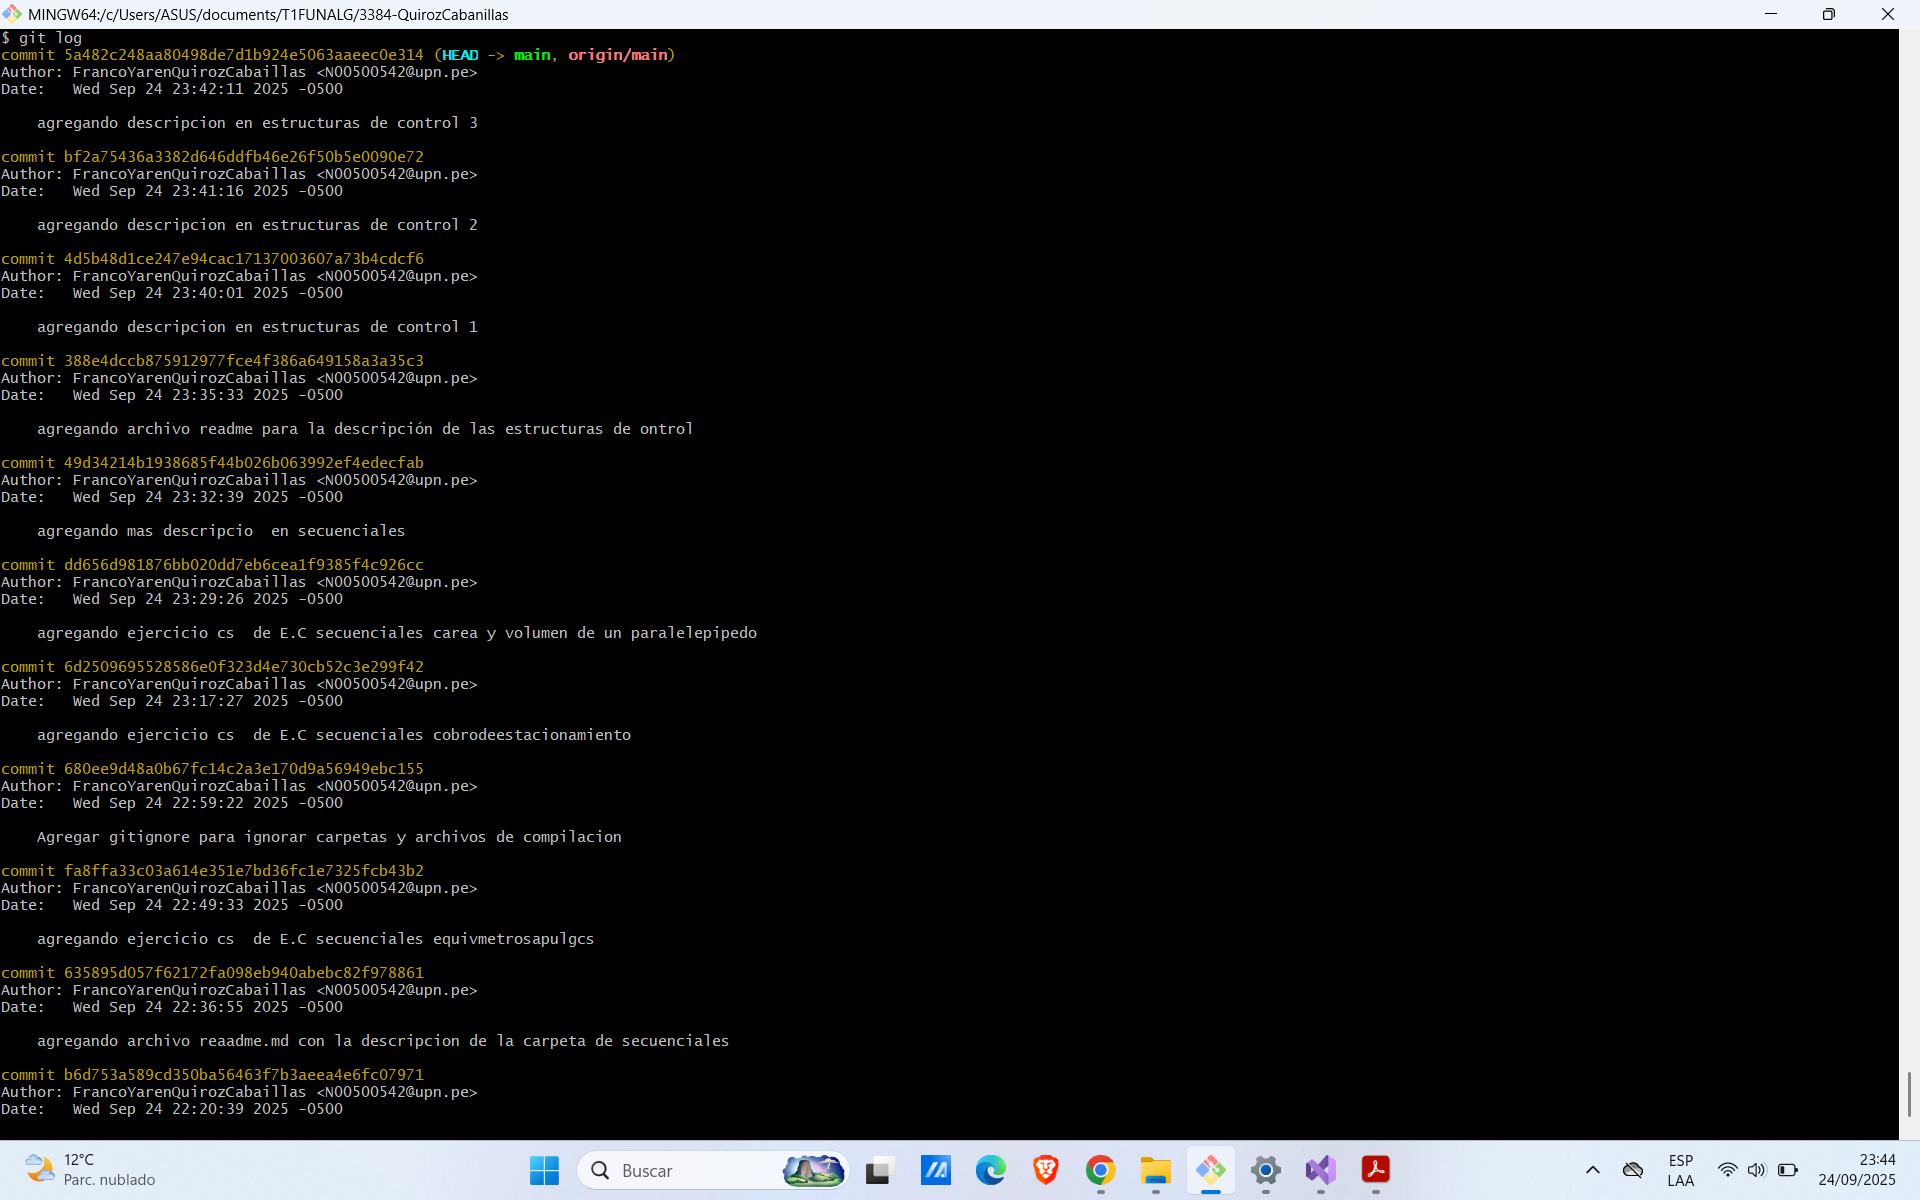 MINGW64:/c/Users/ASUS/documents/T1FUNALG/3384-QuirozCabanillas
$ git log
commit 5a482c248aa80498de7d1b924e5063aaaeec0e314 (HEAD -> main, origin/main)
Author: FrancoYarenQuirozCabaillas <N00500542@upn.pe>
Date:   Wed Sep 24 23:42:11 2025 -0500
agregando descripcion en estructuras de control 3
commit bf2a75436a3382d646ddfb46e26f50b5e0090e72
Author: FrancoYarenQuirozCabaillas <N00500542@upn.pe>
Date:   Wed Sep 24 23:41:16 2025 -0500
agregando descripcion en estructuras de control 2
commit 4d5b48d1ce247e94cac17137003607a73b4cdcf6
Author: FrancoYarenQuirozCabaillas <N00500542@upn.pe>
Date:   Wed Sep 24 23:40:01 2025 -0500
agregando descripcion en estructuras de control 1
commit 388e4dccb875912977fce4f386a649158a3a35c3
Author: FrancoYarenQuirozCabaillas <N00500542@upn.pe>
Date:   Wed Sep 24 23:35:33 2025 -0500
agregando archivo readme para la descripción de las estructuras de ontrol
commit 49d34214b1938685f44b026b063992ef4edecfab
Author: FrancoYarenQuirozCabaillas <N00500542@upn.pe>
Date:   Wed Sep 24 23:32:39 2025 -0500
agregando mas descripcio  en secuenciales
commit dd656d981876bb020dd7eb6cea1f9385f4c926cc
Author: FrancoYarenQuirozCabaillas <N00500542@upn.pe>
Date:   Wed Sep 24 23:29:26 2025 -0500
agregando ejercicio cs  de E.C secuenciales carea y volumen de un paralelepipedo
commit 6d2509695528586e0f323d4e730cb52c3e299f42
Author: FrancoYarenQuirozCabaillas <N00500542@upn.pe>
Date:   Wed Sep 24 23:17:27 2025 -0500
agregando ejercicio cs  de E.C secuenciales cobrodeestacionamiento
commit 680ee9d48a0b67fc14c2a3e170d9a56949ebc155
Author: FrancoYarenQuirozCabaillas <N00500542@upn.pe>
Date:   Wed Sep 24 22:59:22 2025 -0500
Agregar gitignore para ignorar carpetas y archivos de compilacion
commit fa8ffa33c03a614e351e7bd36fc1e7325fcb43b2
Author: FrancoYarenQuirozCabaillas <N00500542@upn.pe>
Date:   Wed Sep 24 22:49:33 2025 -0500
agregando ejercicio cs  de E.C secuenciales equivmetrosapulgcs
commit 635895d057f62172fa098eb940abebc82f978861
Author: FrancoYarenQuirozCabaillas <N00500542@upn.pe>
Date:   Wed Sep 24 22:36:55 2025 -0500
agregando archivo reaadme.md con la descripcion de la carpeta de secuenciales
commit b6d753a589cd350ba56463f7b3aeea4e6fc07971
Author: FrancoYarenQuirozCabaillas <N00500542@upn.pe>
Date:   Wed Sep 24 22:20:39 2025 -0500
12°C
Parc. nublado
Buscar
ESP
LAA
23:44
24/09/2025